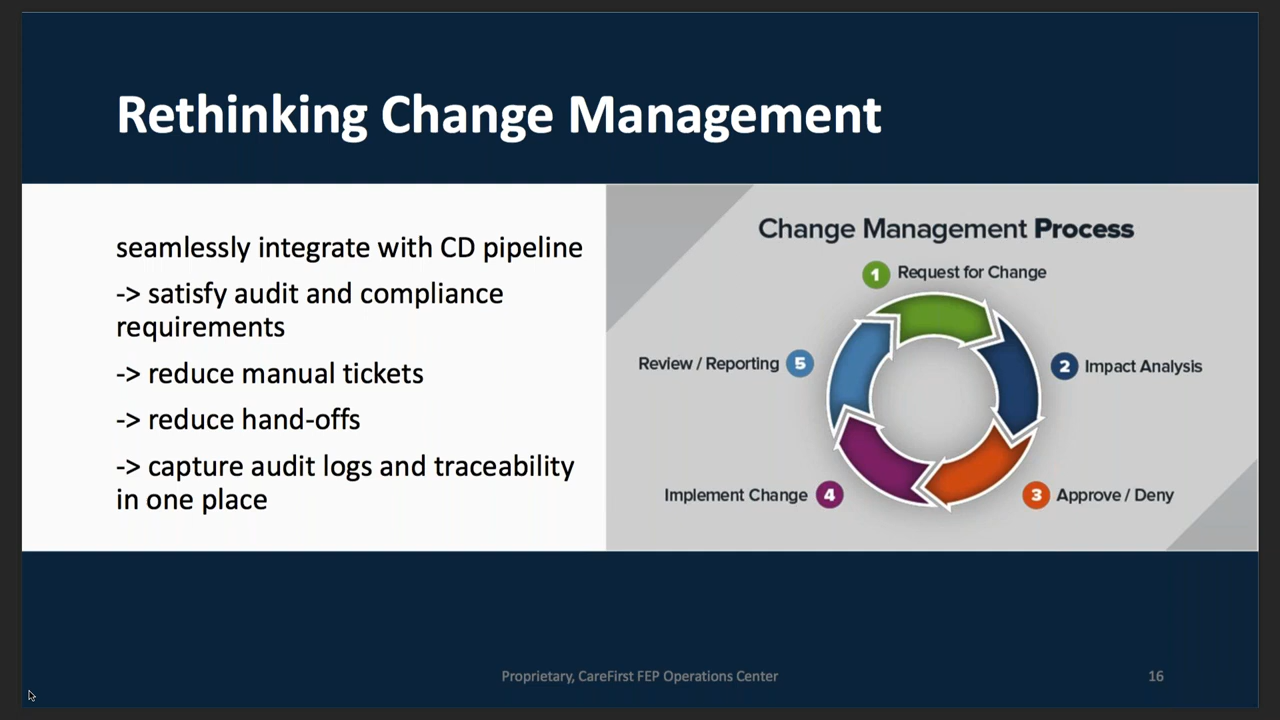 Rethinking Change Management
seamlessly integrate with CD pipeline
-> satisfy audit and compliance
requirements
-> reduce manual tickets
-> reduce hand-offs
-> capture audit logs and traceability
in one place
Change Management Process
1 Request for Change
2 Impact Analysis
3 Approve / Deny
Implement Change 4
Review / Reporting 5
Proprietary, CareFirst FEP Operations Center
16